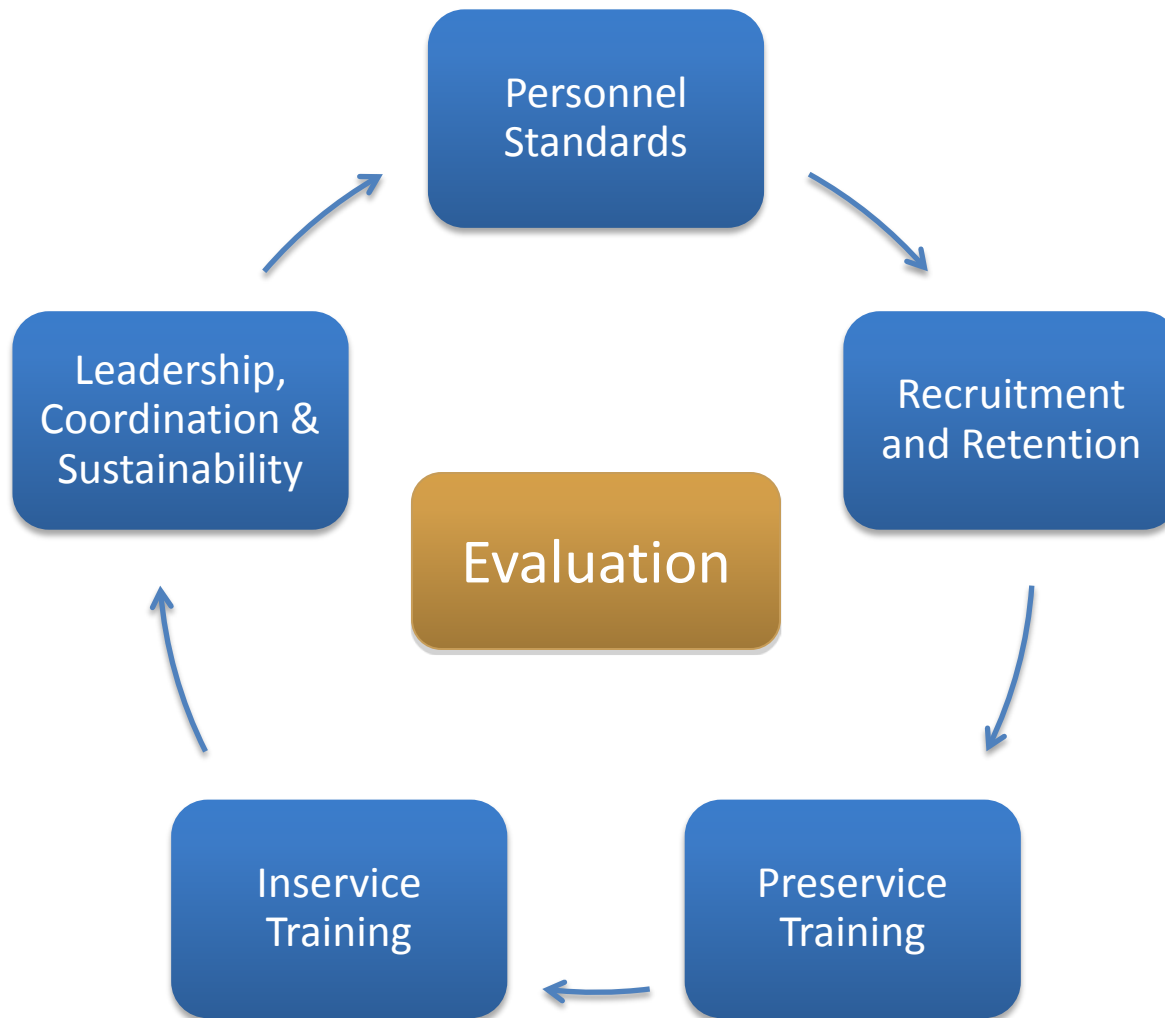 Personnel
Standards
Recruitment
and Retention
Preservice
Training
Inservice
Training
Leadership,
Coordination &
Sustainability
Evaluation